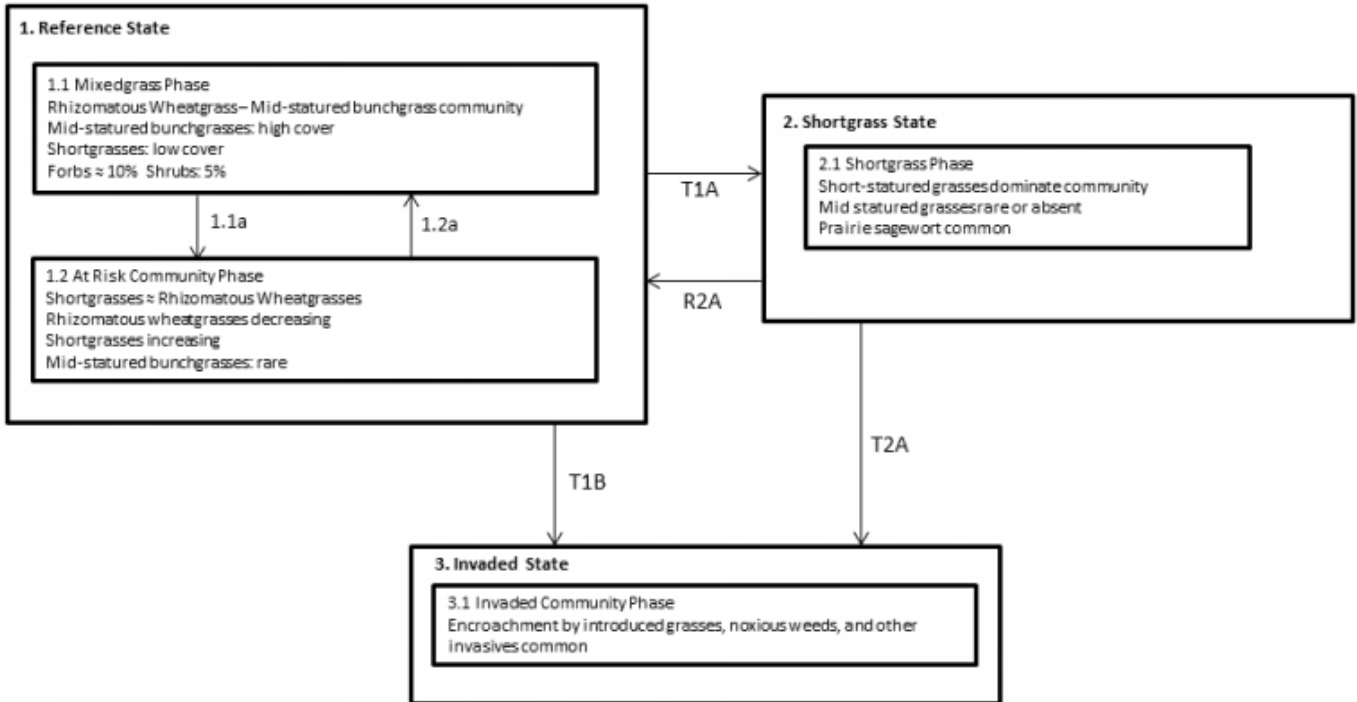 1. Reference State
1.1 Mixedgrass Phase
Rhizomatous Wheatgrass– Mid-statured bunchgrass community
Mid-statured bunchgrasses: high cover
Shortgrasses: low cover
Forbs ≈ 10% Shrubs: 5%
1.1a
1.2a
1.2 At Risk Community Phase
Shortgrasses ≈ Rhizomatous Wheatgrasses
Rhizomatous wheatgrasses decreasing
Shortgrasses increasing
Mid-statured bunchgrasses: rare
T1A
R2A
2. Shortgrass State
2.1 Shortgrass Phase
Short-statured grasses dominate community
Mid statured grasses rare or absent
Prairie sagewort common
T1B
T2A
3. Invaded State
3.1 Invaded Community Phase
Encroachment by introduced grasses, noxious weeds, and other
invasives common